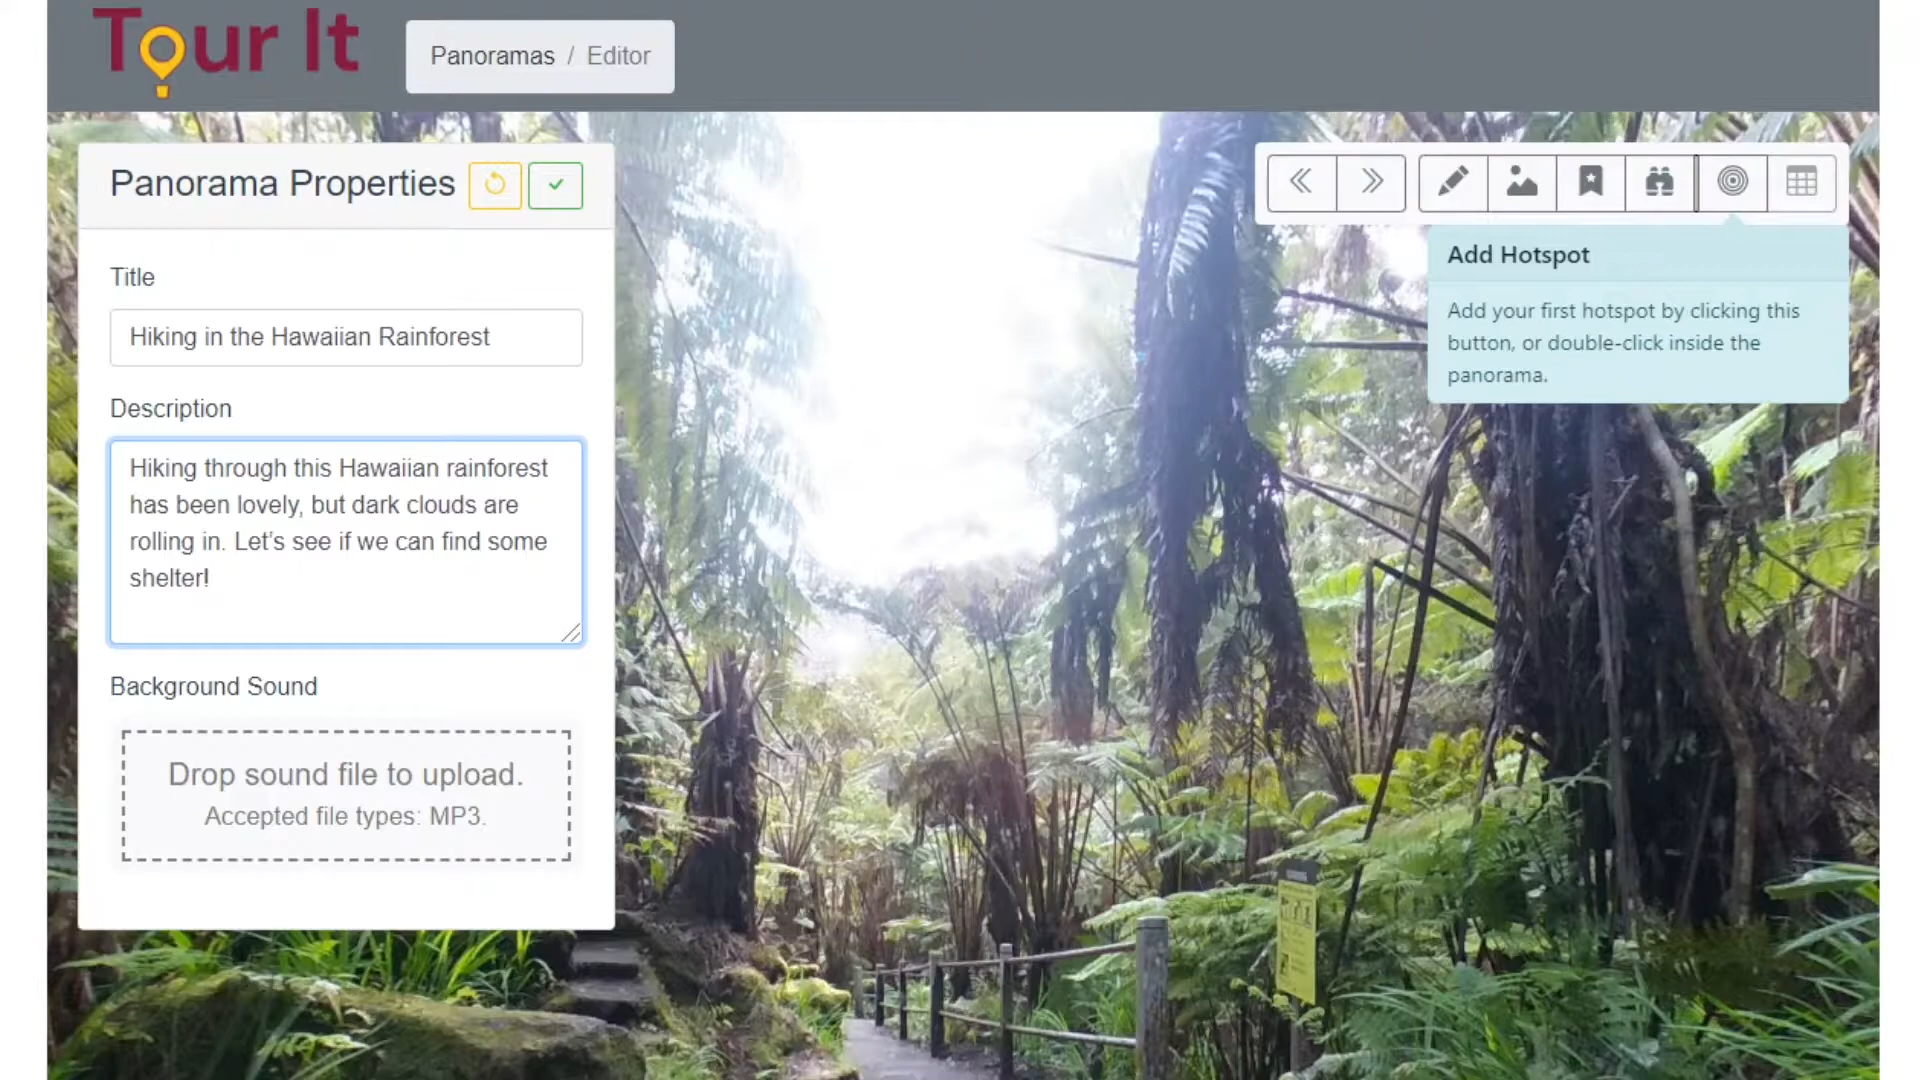 Tour It
Panoramas / Editor
Panorama Properties
Title
Hiking in the Hawaiian Rainforest
Description
Hiking through this Hawaiian rainforest
has been lovely, but dark clouds are
rolling in. Let's see if we can find some
shelter!
Background Sound
Drop sound file to upload.
Accepted file types: MP3.
Add Hotspot
Add your first hotspot by clicking this
button, or double-click inside the
panorama.